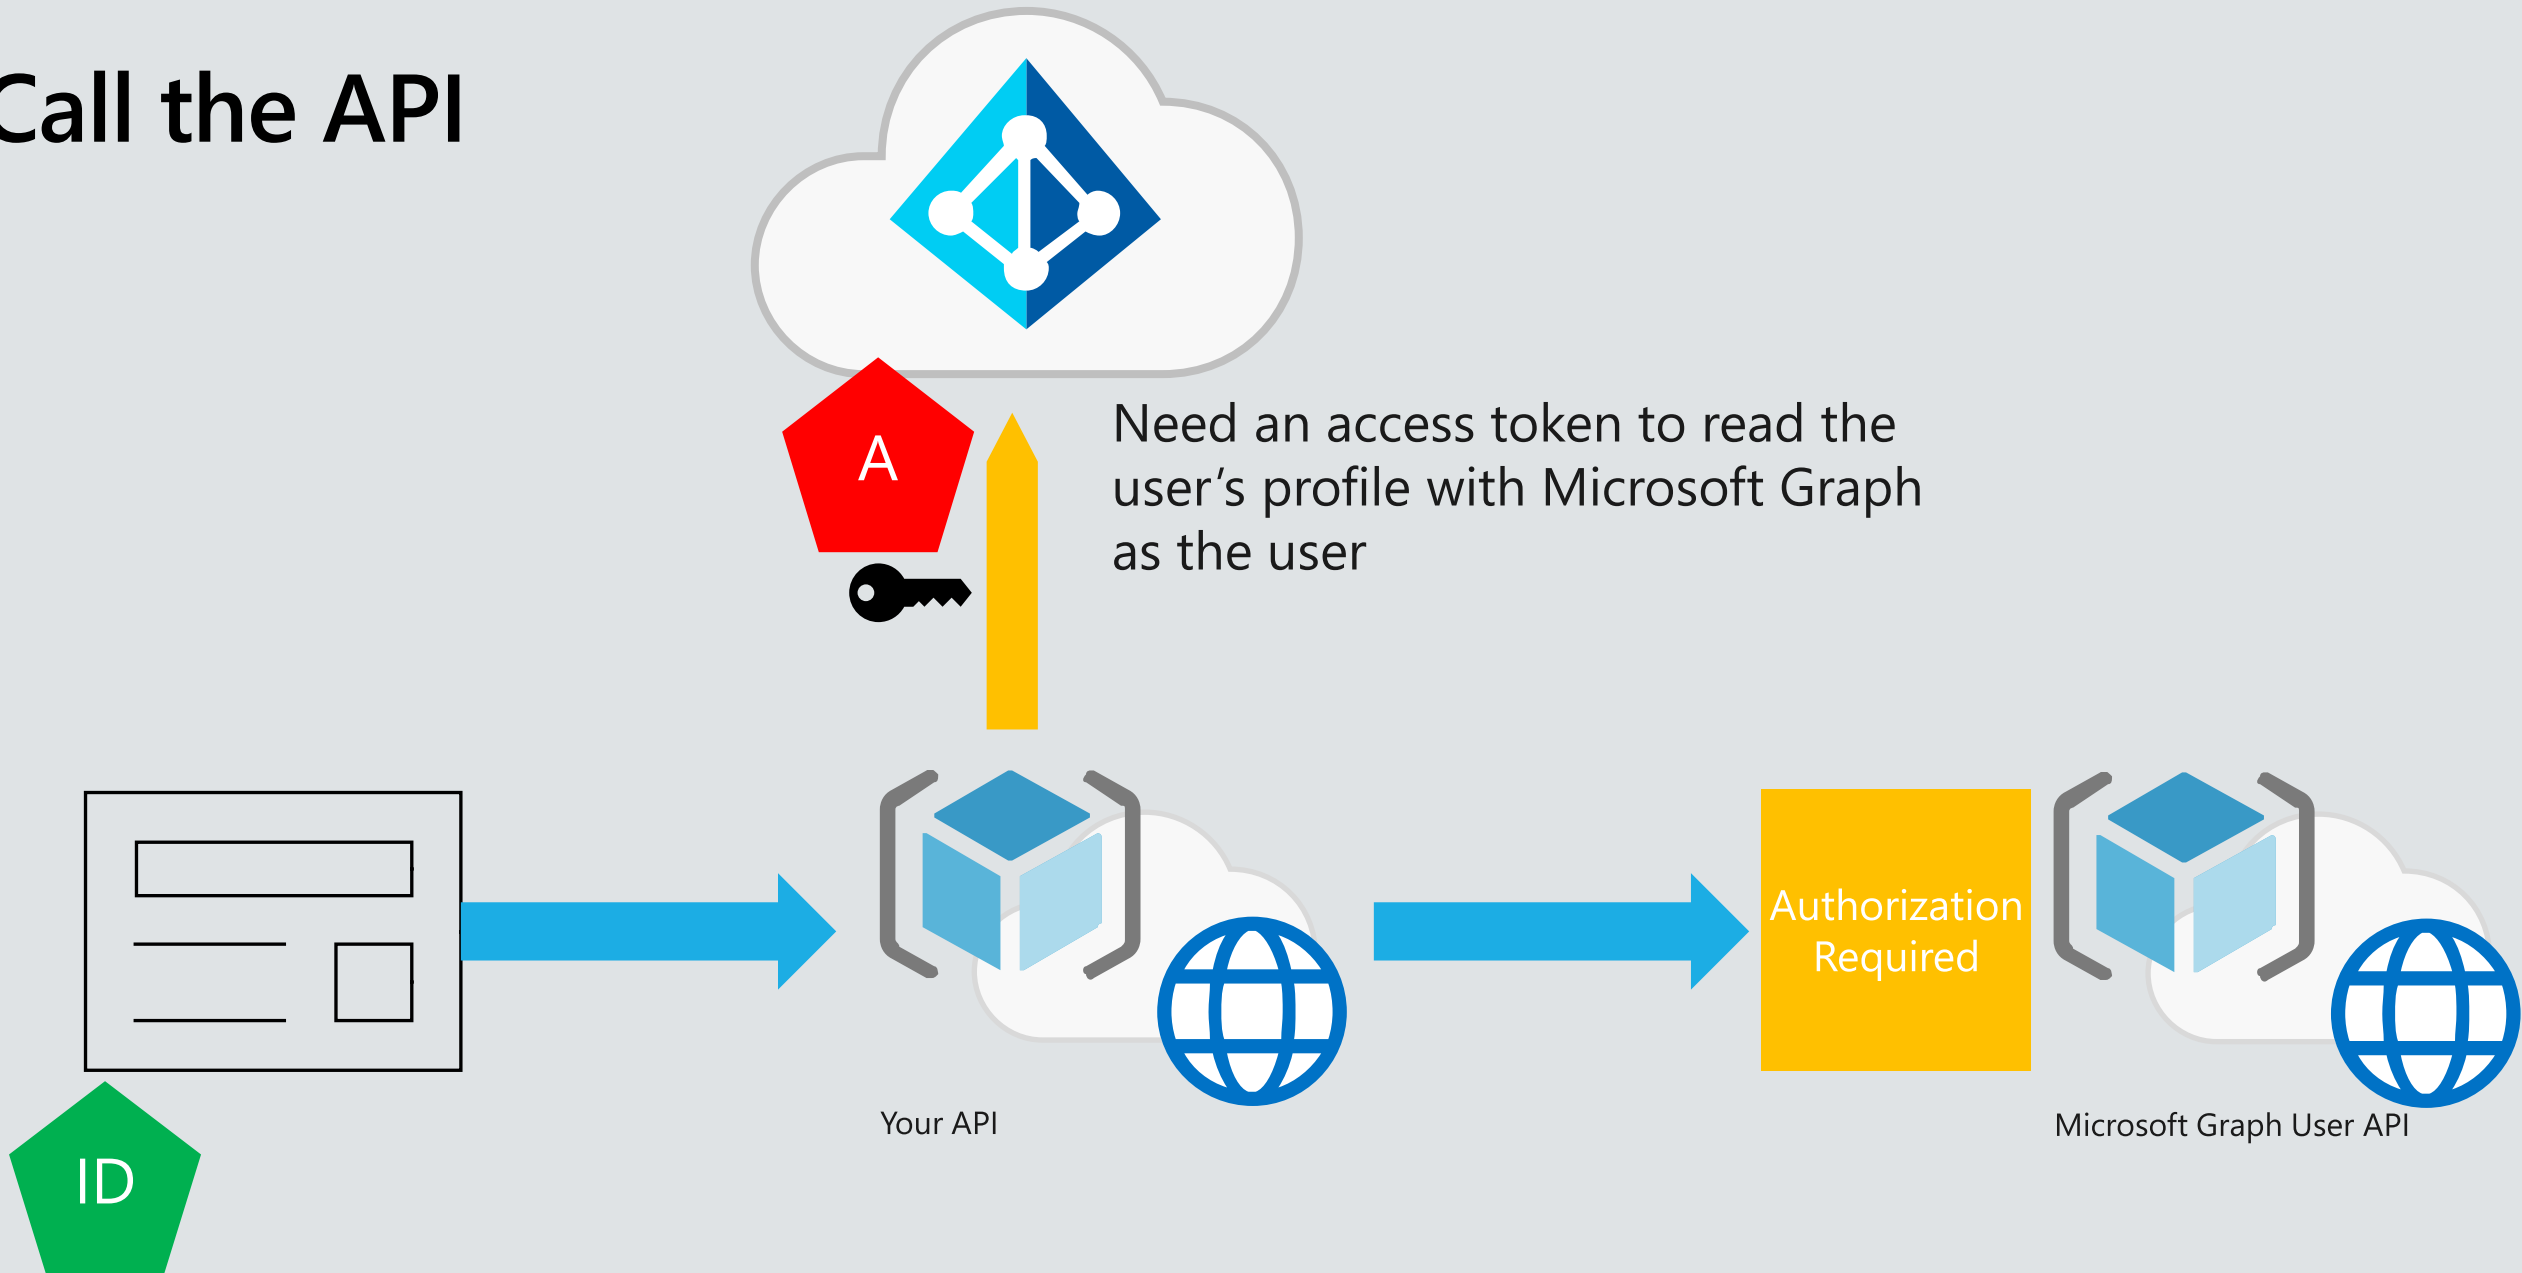 Call the API
A
Need an access token to read the
user’s profile with Microsoft Graph
as the user
Authorization
Required
Your API
Microsoft Graph User API
ID